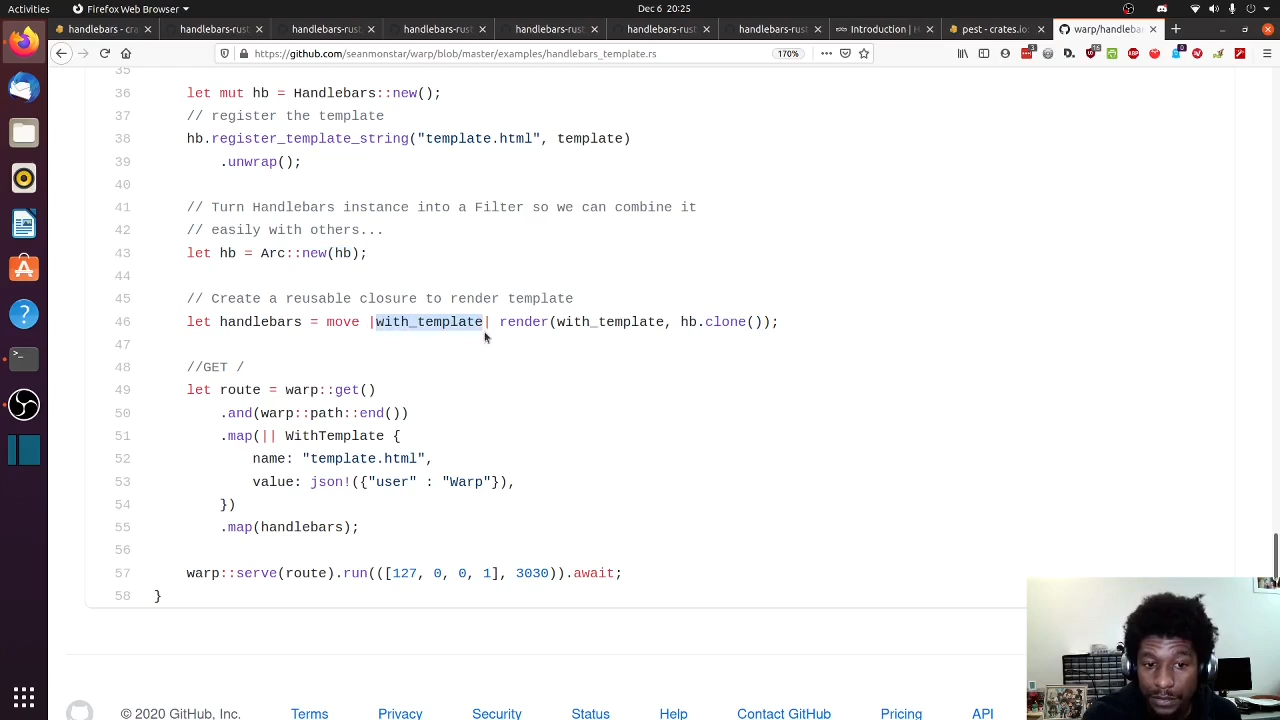 Activities Firefox Web Browser Dec 6 20:25
handlebars - cra handlebars-rust handlebars-rust handlebars-rust handlebars-rust handlebars-rust Introduction | H pest - crates.io: warp/handlebar
https://github.com/seanmonstar/warp/blob/master/examples/handlebars_template.rs 170%
35
36 let mut hb = Handlebars::new();
37 // register the template
38 hb.register_template_string("template.html", template)
39 .unwrap();
40
41 // Turn Handlebars instance into a Filter so we can combine it
42 // easily with others...
43 let hb = Arc::new(hb);
44
45 // Create a reusable closure to render template
46 let handlebars = move |with_template| render(with_template, hb.clone());
47
48 //GET /
49 let route = warp::get()
50 .and(warp::path::end())
51 .map(|| WithTemplate {
52 name: "template.html",
53 value: json!({"user" : "Warp"}),
54 })
55 .map(handlebars);
56
57 warp::serve(route).run(([127, 0, 0, 1], 3030)).await;
58 }
© 2020 GitHub, Inc. Terms Privacy Security Status Help Contact GitHub Pricing API